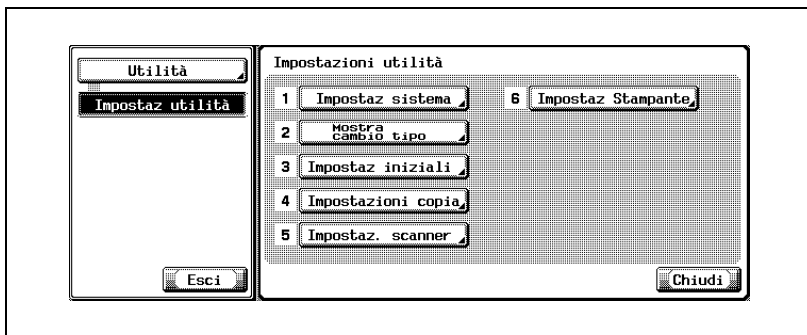 Utilità
Impostaz utilità
Esci
Impostazioni utilità
1 Impostaz sistema
2 Mostra
cambio tipo
3 Impostaz iniziali
4 Impostazioni copia
5 Impostaz. scanner
6 Impostaz Stampante
Chiudi